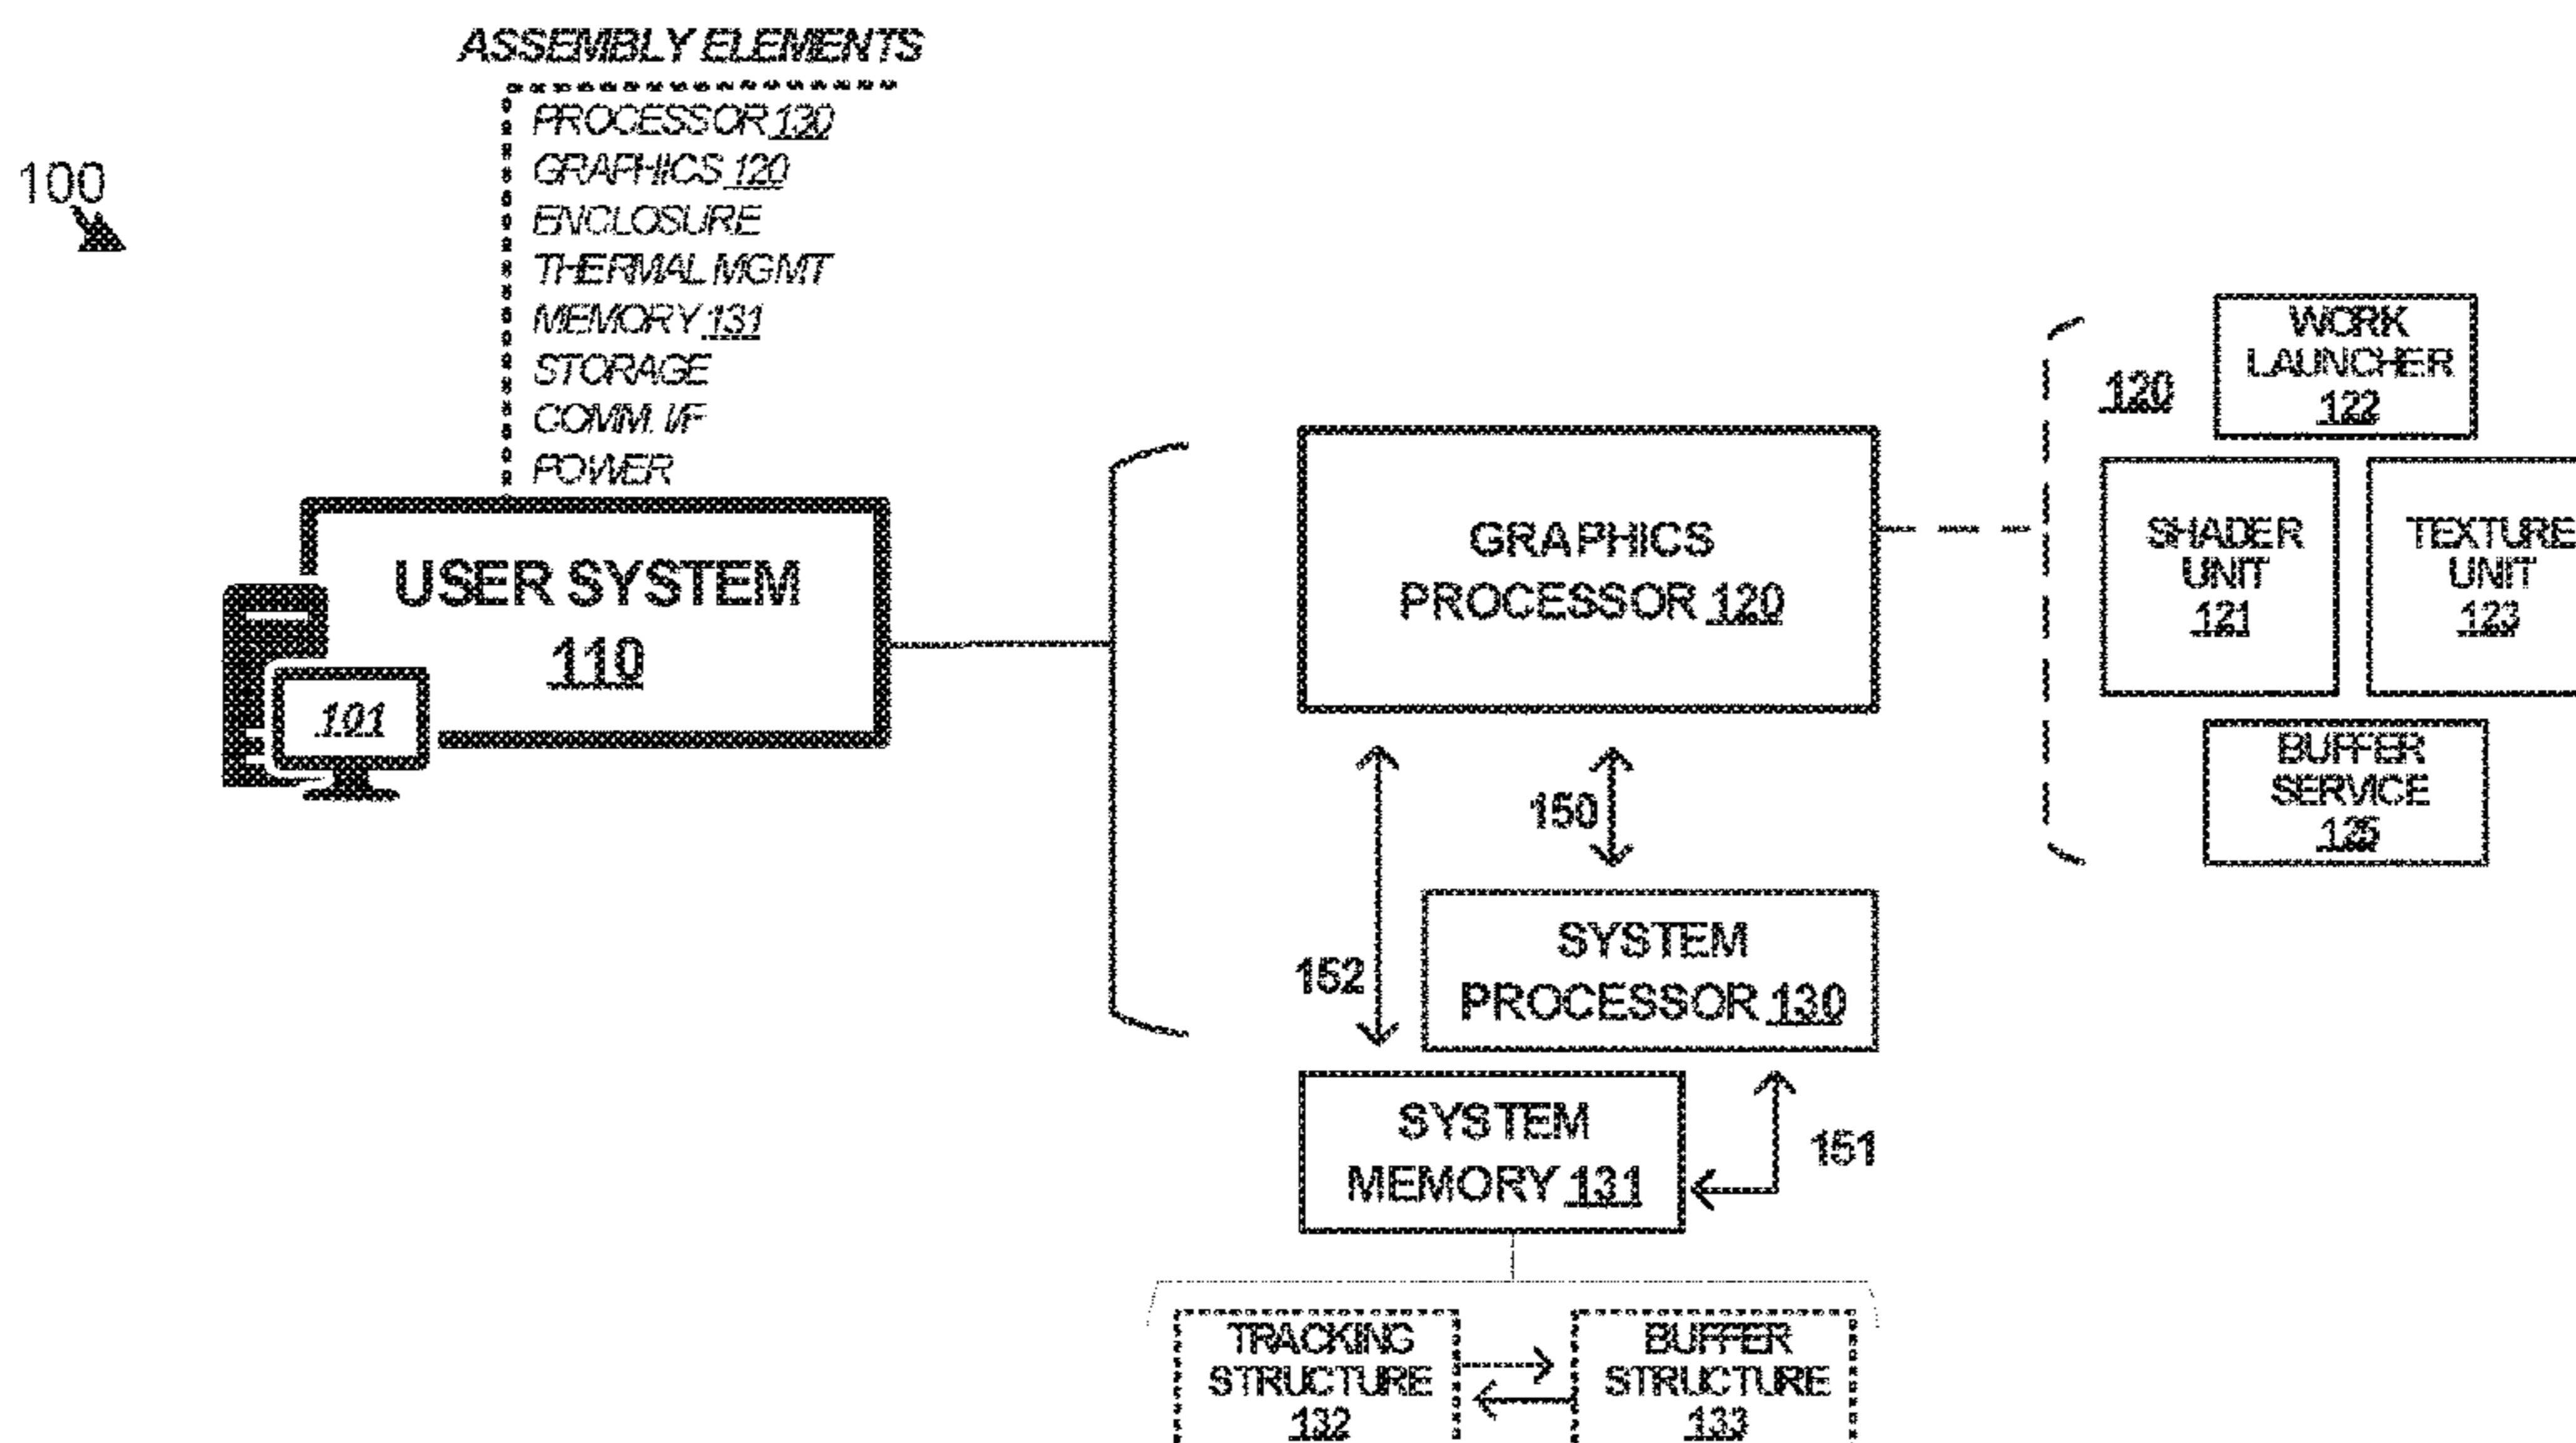 ASSEMBLY ELEMENTS
PROCESSOR 130
GRAPHICS 120
ENCLOSURE
THERMAL MGMT
MEMORY 131
STORAGE
COMM. I/F
POWER
100
USER SYSTEM
110
101
GRAPHICS
PROCESSOR 120
150
152
SYSTEM
PROCESSOR 130
SYSTEM
MEMORY 131
151
TRACKING
STRUCTURE
132
BUFFER
STRUCTURE
133
120
WORK
LAUNCHER
122
SHADER
UNIT
121
TEXTURE
UNIT
123
BUFFER
SERVICE
125